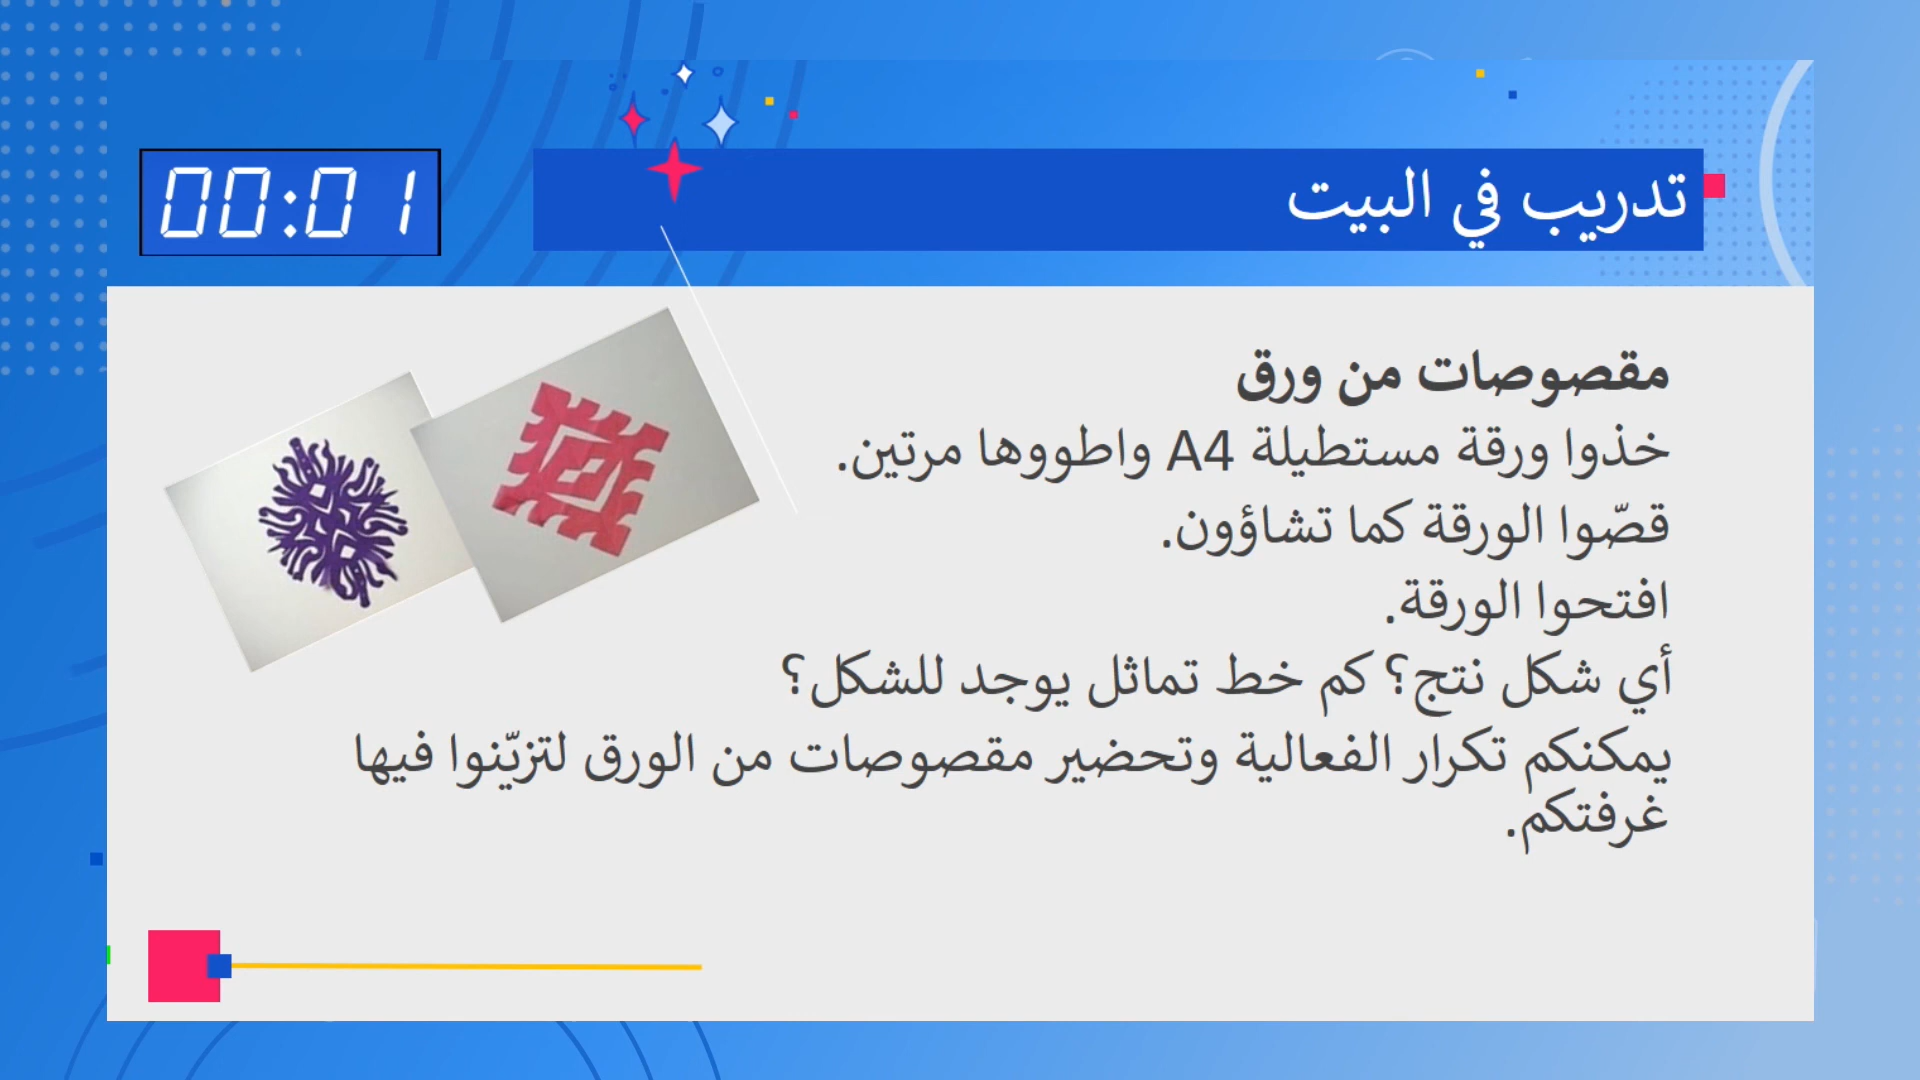 تدريب في البيت
00:01
مقصوصات من ورق
خذوا ورقة مستطيلة A4 واطووها مرتين.
قصّوا الورقة كما تشاؤون.
افتحوا الورقة.
أي شكل نتج؟ كم خط تماثل يوجد للشكل؟
يمكنكم تكرار الفعالية وتحضير مقصوصات من الورق لتزيّنوا فيها
غرفتكم.